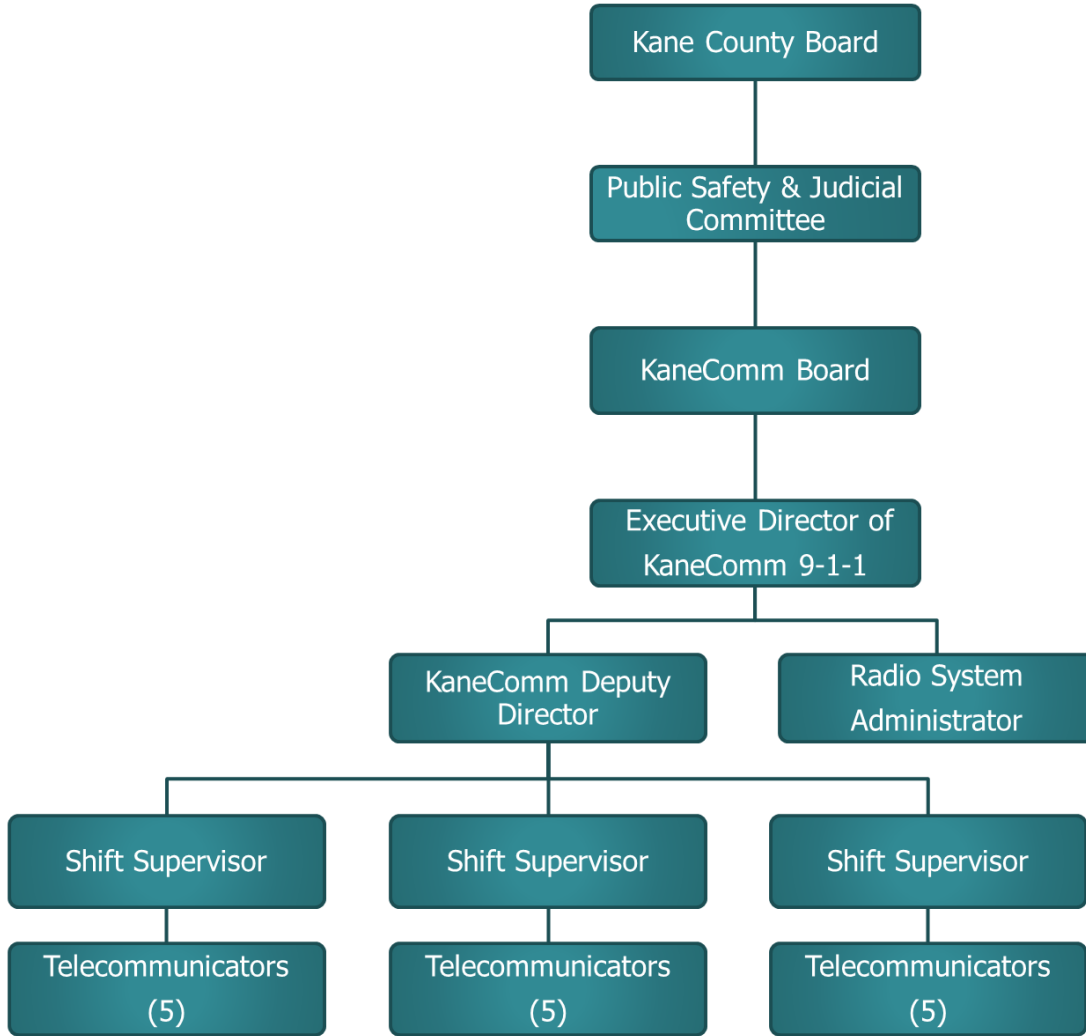 Kane County Board
Public Safety & Judicial
Committee
KaneComm Board
Executive Director of
KaneComm 9-1-1
KaneComm Deputy
Director
Radio System
Administrator
Shift Supervisor
Shift Supervisor
Shift Supervisor
Telecommunicators
(5)
Telecommunicators
(5)
Telecommunicators
(5)